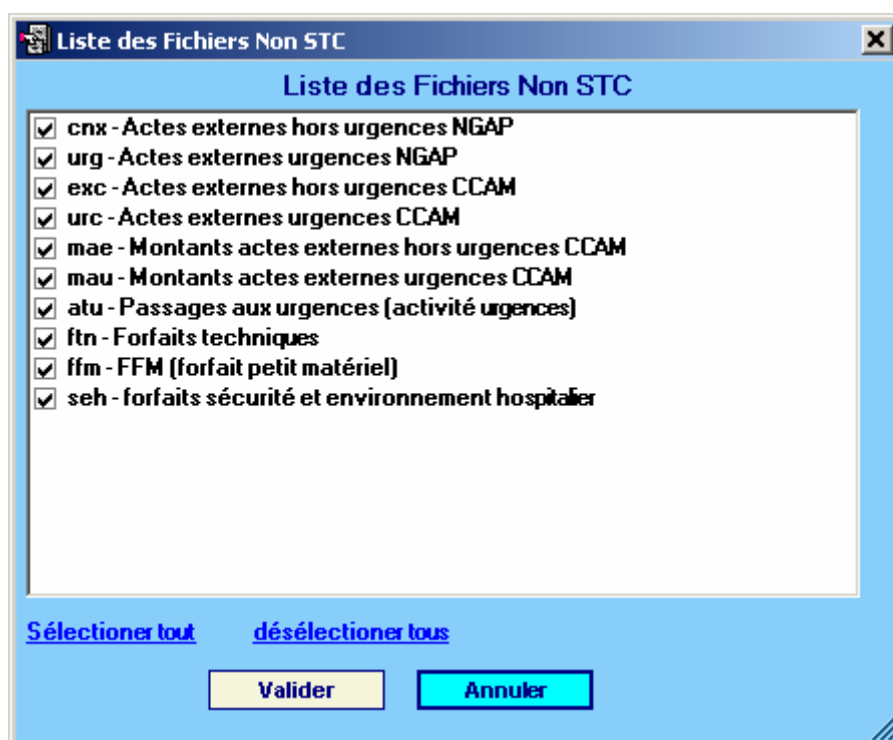 Liste des Fichiers Non STC
Liste des Fichiers Non STC
cnx - Actes externes hors urgences NGAP
urg - Actes externes urgences NGAP
exc - Actes externes hors urgences CCAM
urc - Actes externes urgences CCAM
mae - Montants actes externes hors urgences CCAM
mau - Montants actes externes urgences CCAM
atu - Passages aux urgences (activité urgences)
ftn - Forfaits techniques
ffm - FFM (forfait petit matériel)
seh - forfaits sécurité et environnement hospitalier
Sélectioner tout désélectioner tous
Valider Annuler